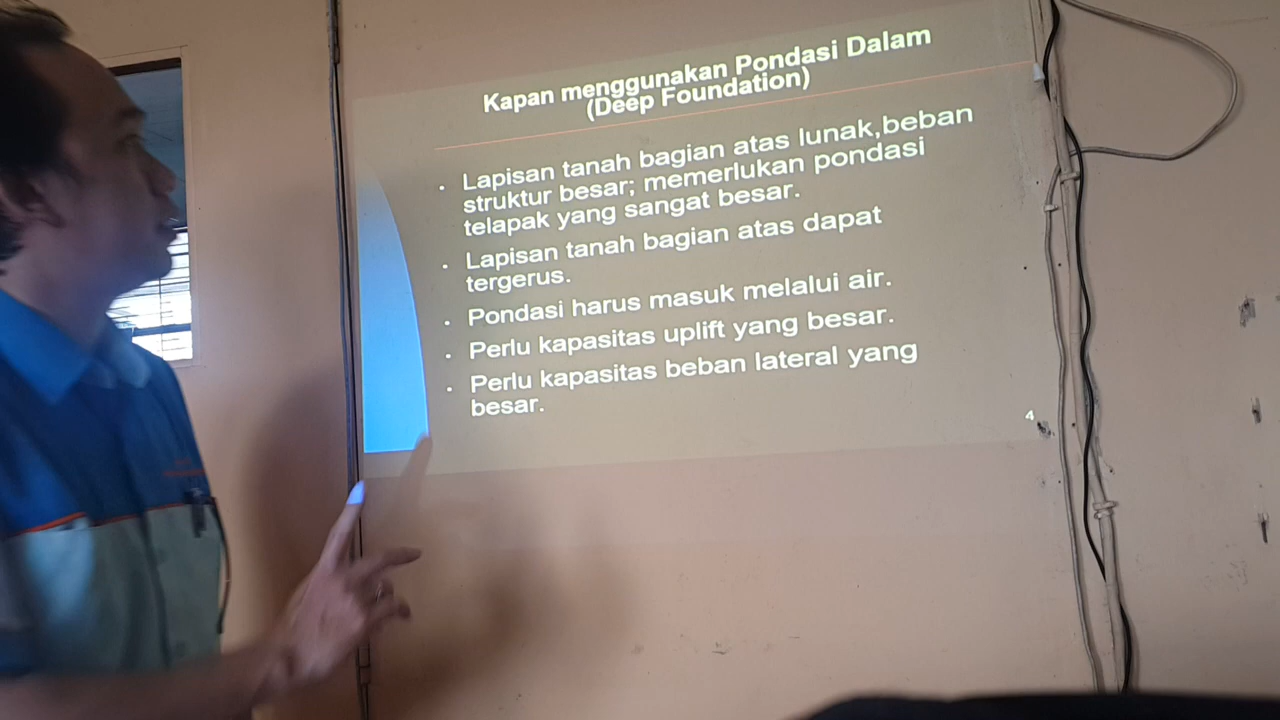 Kapan menggunakan Pondasi Dalam
(Deep Foundation)
• Lapisan tanah bagian atas lunak,beban
struktur besar; memerlukan pondasi
telapak yang sangat besar.
• Lapisan tanah bagian atas dapat
tergerus.
• Pondasi harus masuk melalui air.
• Perlu kapasitas uplift yang besar.
• Perlu kapasitas beban lateral yang
besar.
4